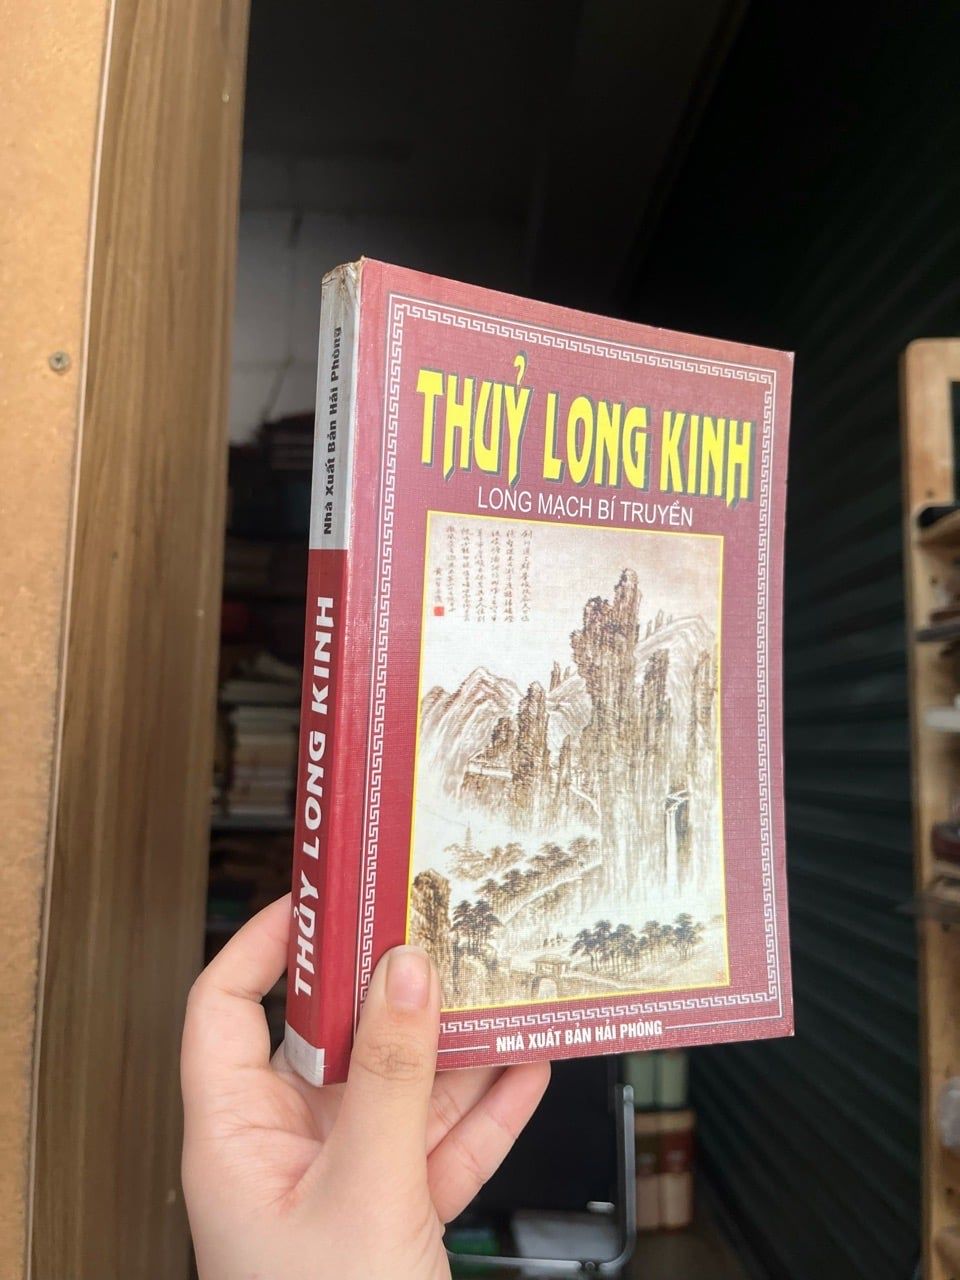 THUỶ LONG KINH
LONG MẠCH BÍ TRUYỀN
NHÀ XUẤT BẢN HẢI PHÒNG
Nhà Xuất Bản Hải Phòng
THỦY LONG KINH